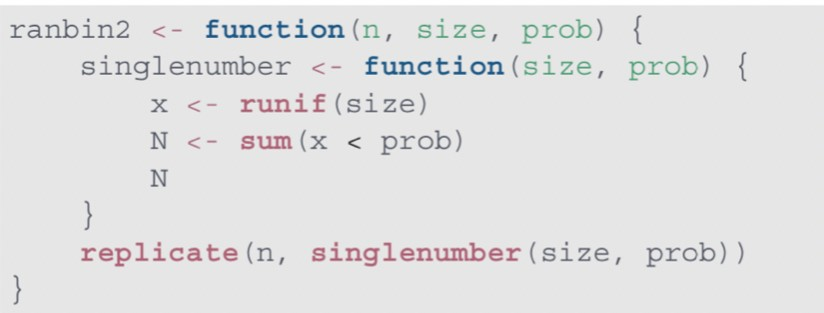 ranbin2 <- function(n, size, prob) {
    singlenumber <- function(size, prob) {
        x <- runif(size)
        N <- sum(x < prob)
        N
    }
    replicate(n, singlenumber(size, prob))
}